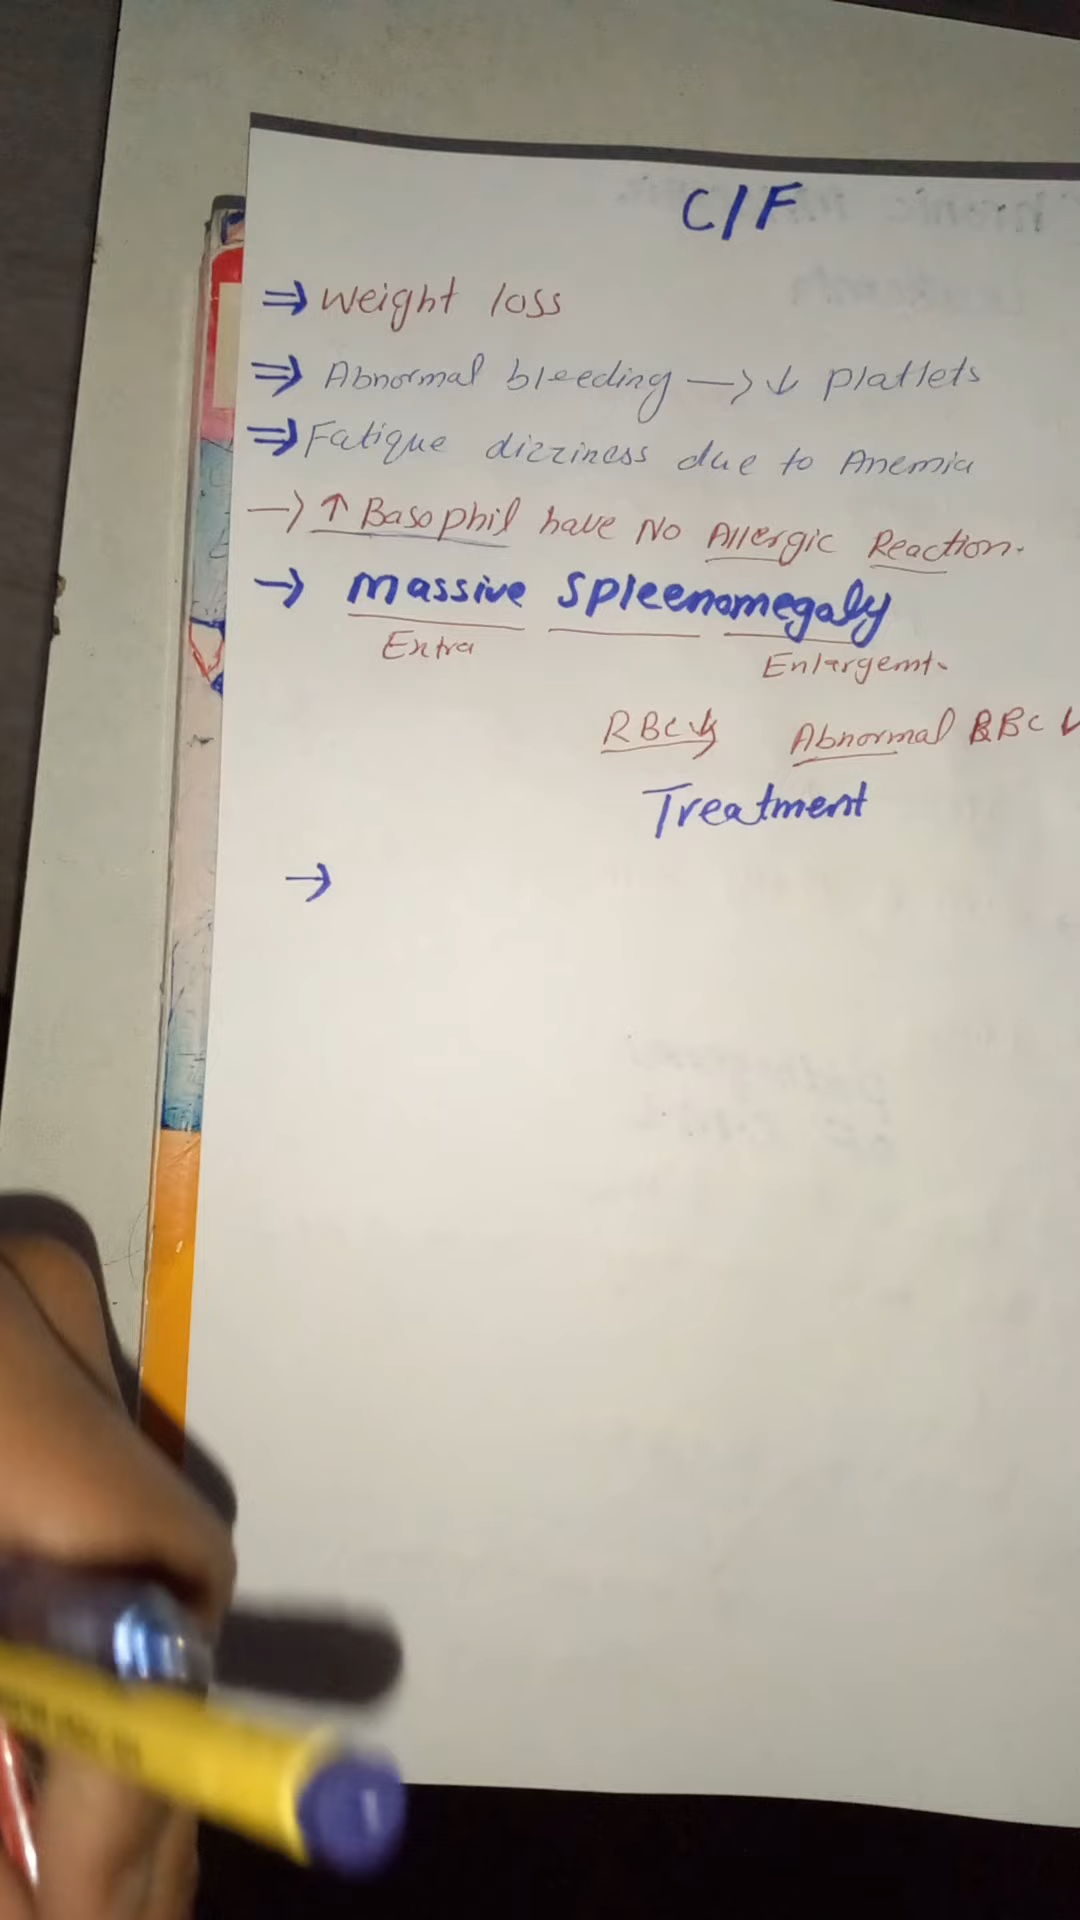 C/F
⇒ Weight loss
⇒ Abnormal bleeding → ↓ Platlets
⇒ Fatique dizziness due to Anemia
→ ↑ Basophil have No Allergic Reaction.
→ Massive Spleenomegaly
Extra Enlargemt.
RBC ↓ Abnormal RBC ↓
Treatment
→